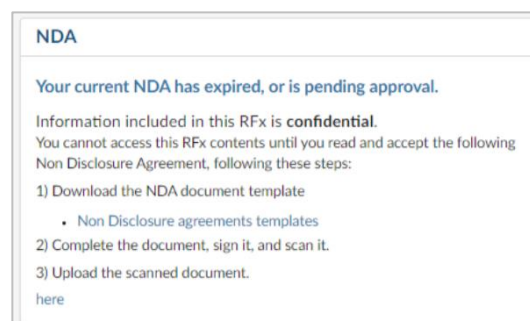 NDA
Your current NDA has expired, or is pending approval.
Information included in this RFx is confidential.
You cannot access this RFx contents until you read and accept the following
Non Disclosure Agreement, following these steps:
1) Download the NDA document template
• Non Disclosure agreements templates
2) Complete the document, sign it, and scan it.
3) Upload the scanned document.
here